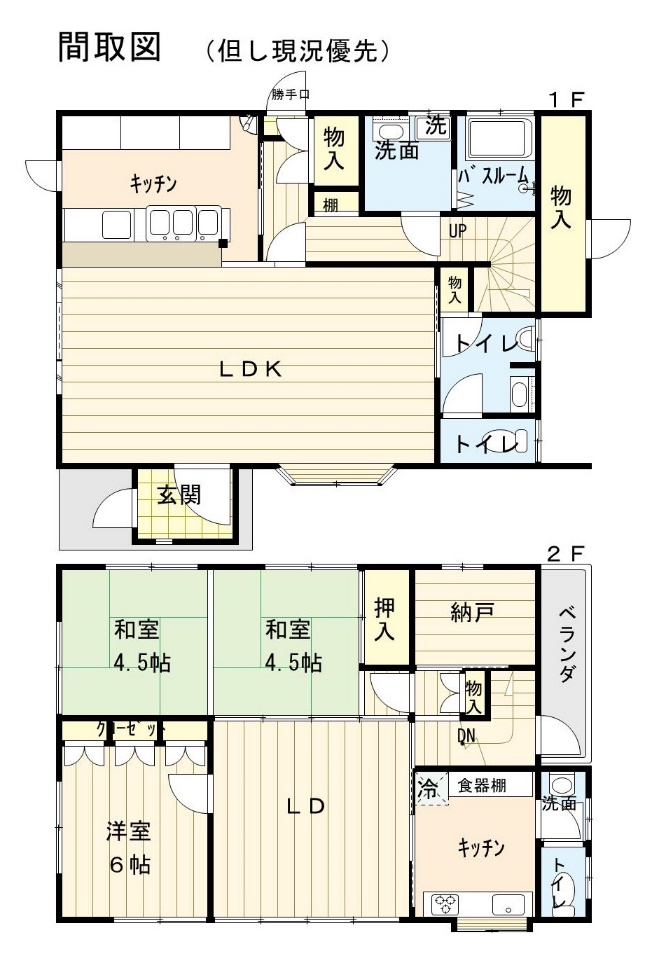 間取図 （但し現況優先）
勝手口
１Ｆ
キッチン
物入
棚
洗面
洗
バスルーム
物入
UP
物入
ＬＤＫ
トイレ
トイレ
玄関
２Ｆ
和室
4.5帖
和室
4.5帖
押入
納戸
ベランダ
物入
DN
クローゼット
洋室
６帖
ＬＤ
冷
食器棚
キッチン
洗面
トイレ